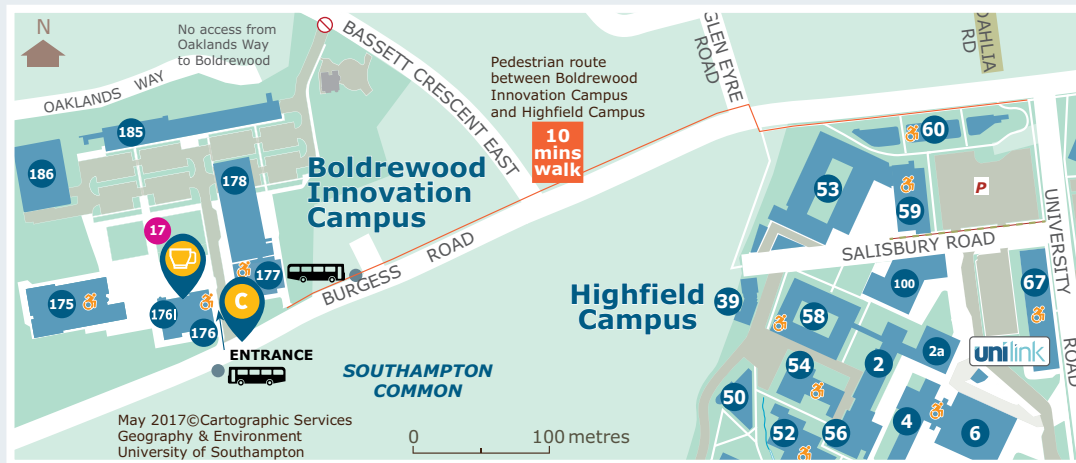 N
No access from
Oaklands Way
to Boldrewood
OAKLANDS WAY
BASSETT CRESCENT EAST
Pedestrian route
between Boldrewood
Innovation Campus
and Highfield Campus
10
mins
walk
GLEN EYRE
ROAD
DAHLIA
RD
185
186
178
Boldrewood
Innovation
Campus
17
177
175
176I
176
C
ENTRANCE
BURGESS ROAD
SOUTHAMPTON
COMMON
60
53
59
P
UNIVERSITY
ROAD
SALISBURY ROAD
100
67
Highfield
Campus
39
58
2
2a
unilink
54
50
52
56
4
6
May 2017©Cartographic Services
Geography & Environment
University of Southampton
0 100 metres